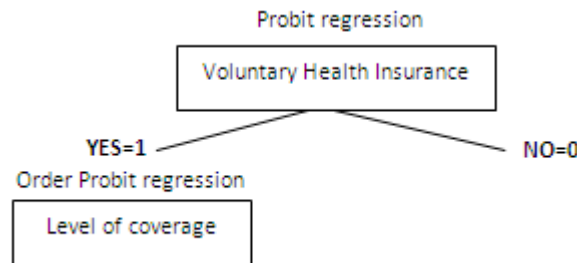 Probit regression
Voluntary Health Insurance
YES=1
NO=0
Order Probit regression
Level of coverage